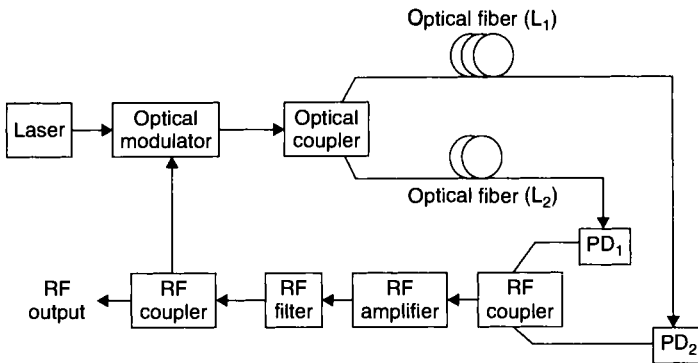 Optical fiber (L1)
Laser
Optical
modulator
Optical
coupler
Optical fiber (L2)
PD1
RF
output
RF
coupler
RF
filter
RF
amplifier
RF
coupler
PD2